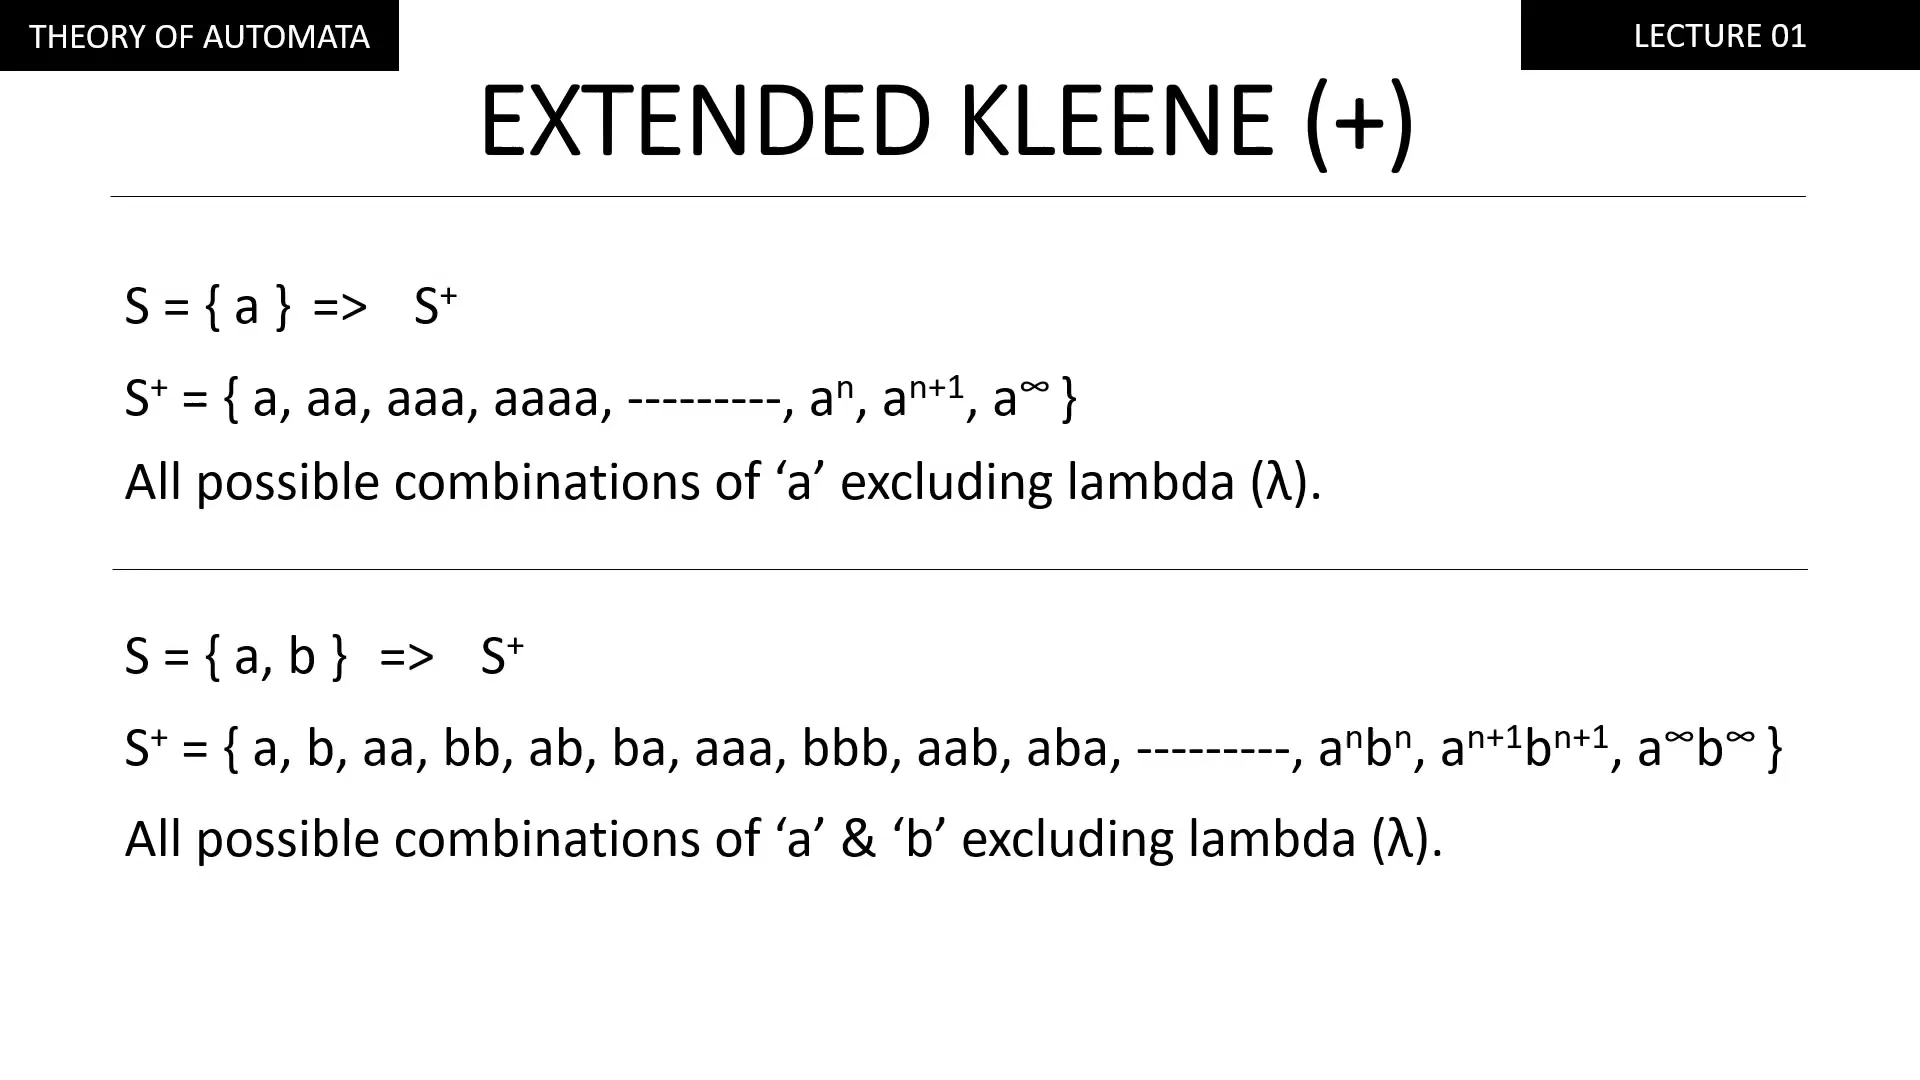 THEORY OF AUTOMATA
LECTURE 01
EXTENDED KLEENE (+)
S = { a } => S⁺
S⁺ = { a, aa, aaa, aaaa, ---------, aⁿ, aⁿ⁺¹, a^∞ }
All possible combinations of ‘a’ excluding lambda (λ).
S = { a, b } => S⁺
S⁺ = { a, b, aa, bb, ab, ba, aaa, bbb, aab, aba, ---------, aⁿbⁿ, aⁿ⁺¹bⁿ⁺¹, a^∞b^∞ }
All possible combinations of ‘a’ & ‘b’ excluding lambda (λ).